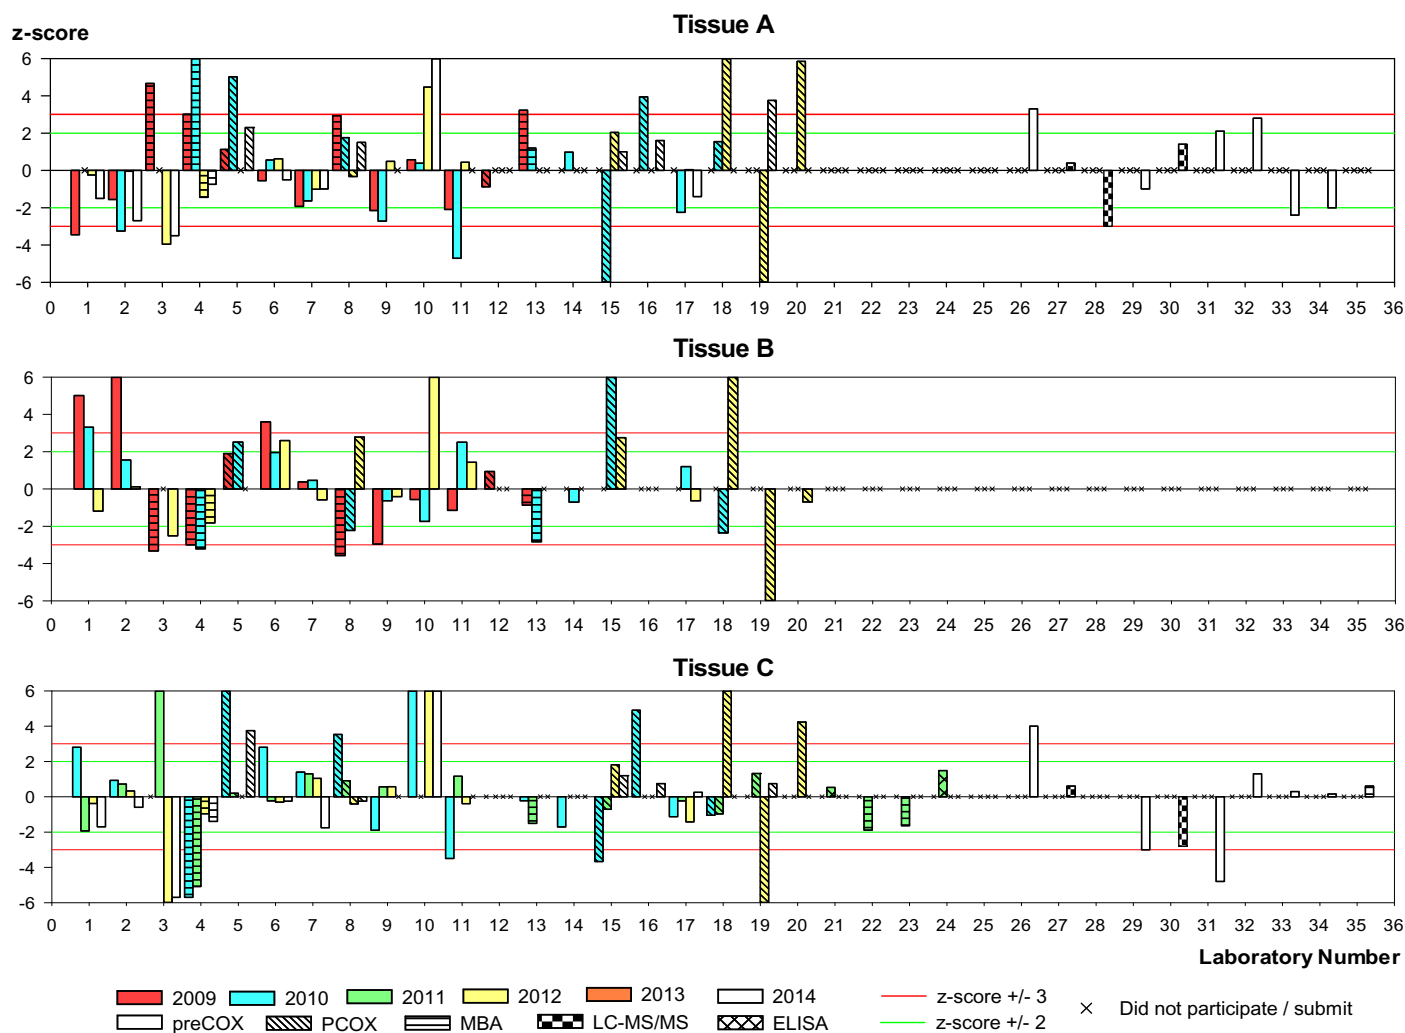 Tissue A
z-score
6
4
2
0
-2
-4
-6
0 1 2 3 4 5 6 7 8 9 10 11 12 13 14 15 16 17 18 19 20 21 22 23 24 25 26 27 28 29 30 31 32 33 34 35 36
Tissue B
6
4
2
0
-2
-4
-6
0 1 2 3 4 5 6 7 8 9 10 11 12 13 14 15 16 17 18 19 20 21 22 23 24 25 26 27 28 29 30 31 32 33 34 35 36
Tissue C
6
4
2
0
-2
-4
-6
0 1 2 3 4 5 6 7 8 9 10 11 12 13 14 15 16 17 18 19 20 21 22 23 24 25 26 27 28 29 30 31 32 33 34 35 36
Laboratory Number
2009 2010 2011 2012 2013 2014 z-score +/- 3 Did not participate / submit
preCOX PCOX MBA LC-MS/MS ELISA z-score +/- 2